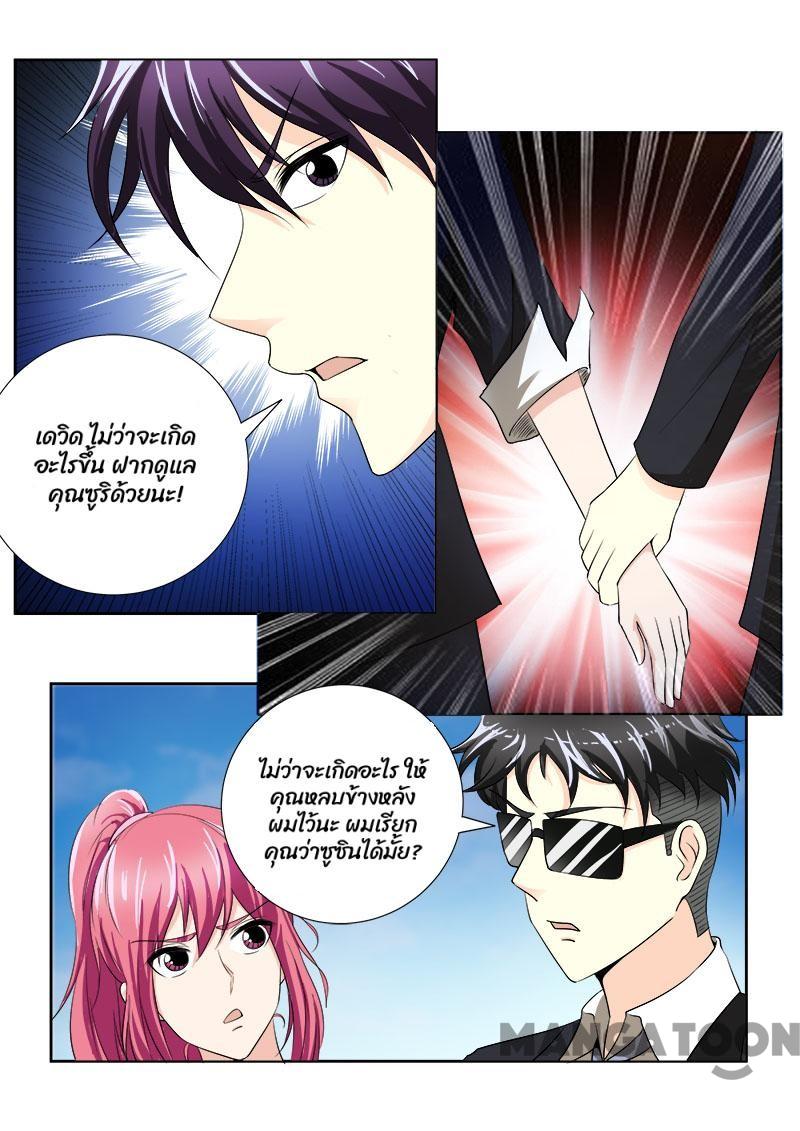 เดวิด ไม่ว่าจะเกิด
อะไรขึ้น ฝากดูแล
คุณซูริด้วยนะ!
ไม่ว่าจะเกิดอะไร ให้
คุณหลบข้างหลัง
ผมไว้นะ ผมเรียก
คุณว่าซูซินได้มั้ย?
MANGATOON